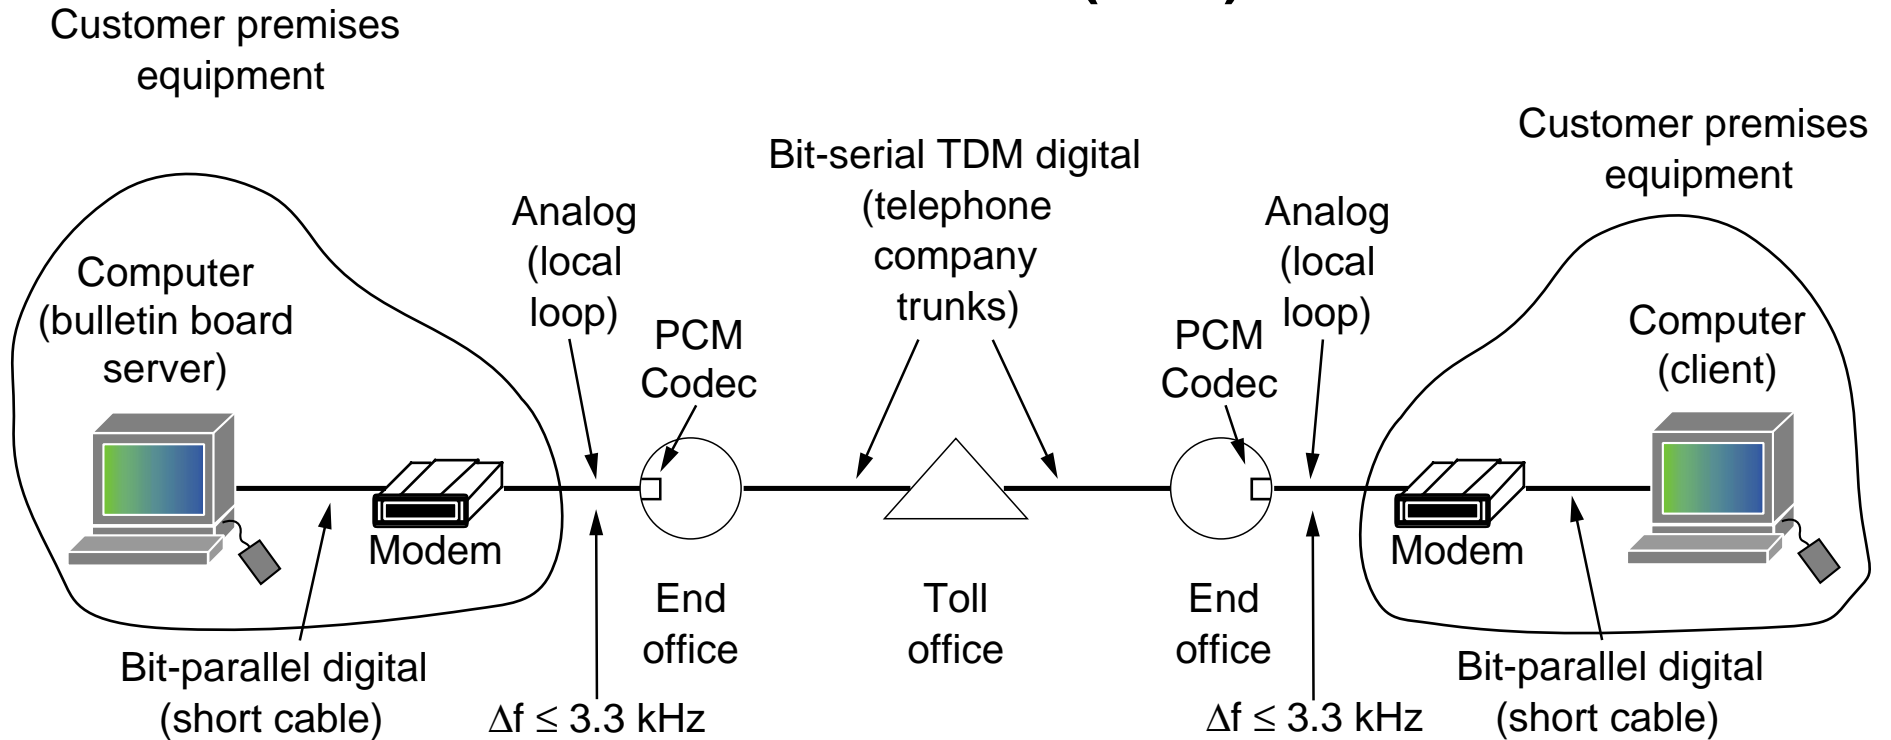 Customer premises
equipment
Customer premises
equipment
Bit-serial TDM digital
(telephone
company
trunks)
Analog
(local
loop)
Analog
(local
loop)
Computer
(bulletin board
server)
PCM
Codec
PCM
Codec
Computer
(client)
Modem
Modem
End
office
Toll
office
End
office
Bit-parallel digital
(short cable)
Δf ≤ 3.3 kHz
Δf ≤ 3.3 kHz
Bit-parallel digital
(short cable)